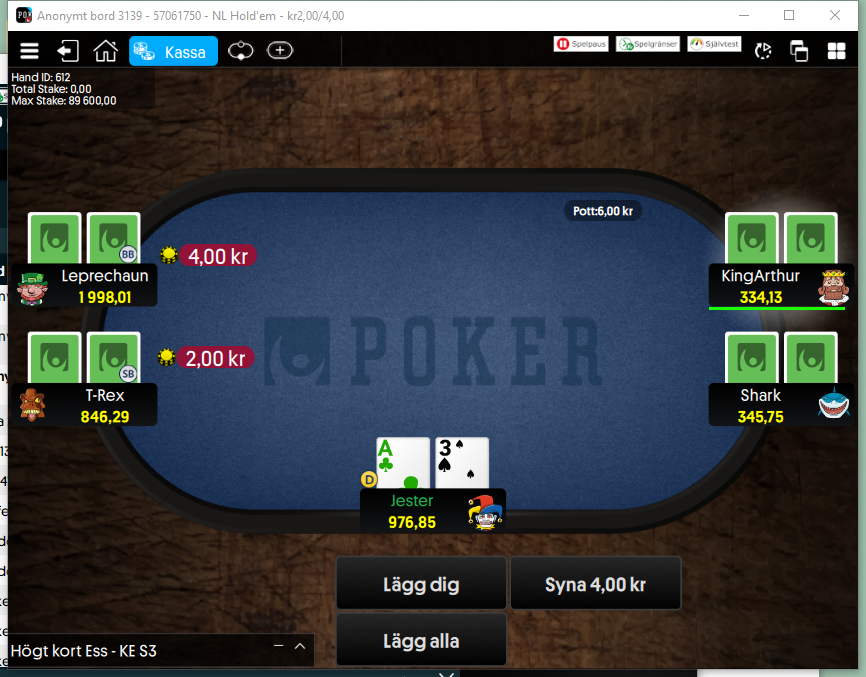 Anonymt bord 3139 - 57061750 - NL Hold'em - kr2,00/4,00
Kassa
Spelpaus
Spelgränser
Självtest
Hand ID: 612
Total Stake: 0,00
Max Stake: 89 600,00
Pott:6,00 kr
BB
4,00 kr
Leprechaun
1 998,01
KingArthur
334,13
POKER
SB
2,00 kr
T-Rex
846,29
Shark
345,75
A
3
D
Jester
976,85
Lägg dig
Syna 4,00 kr
Lägg alla
Högt kort Ess - KE S3